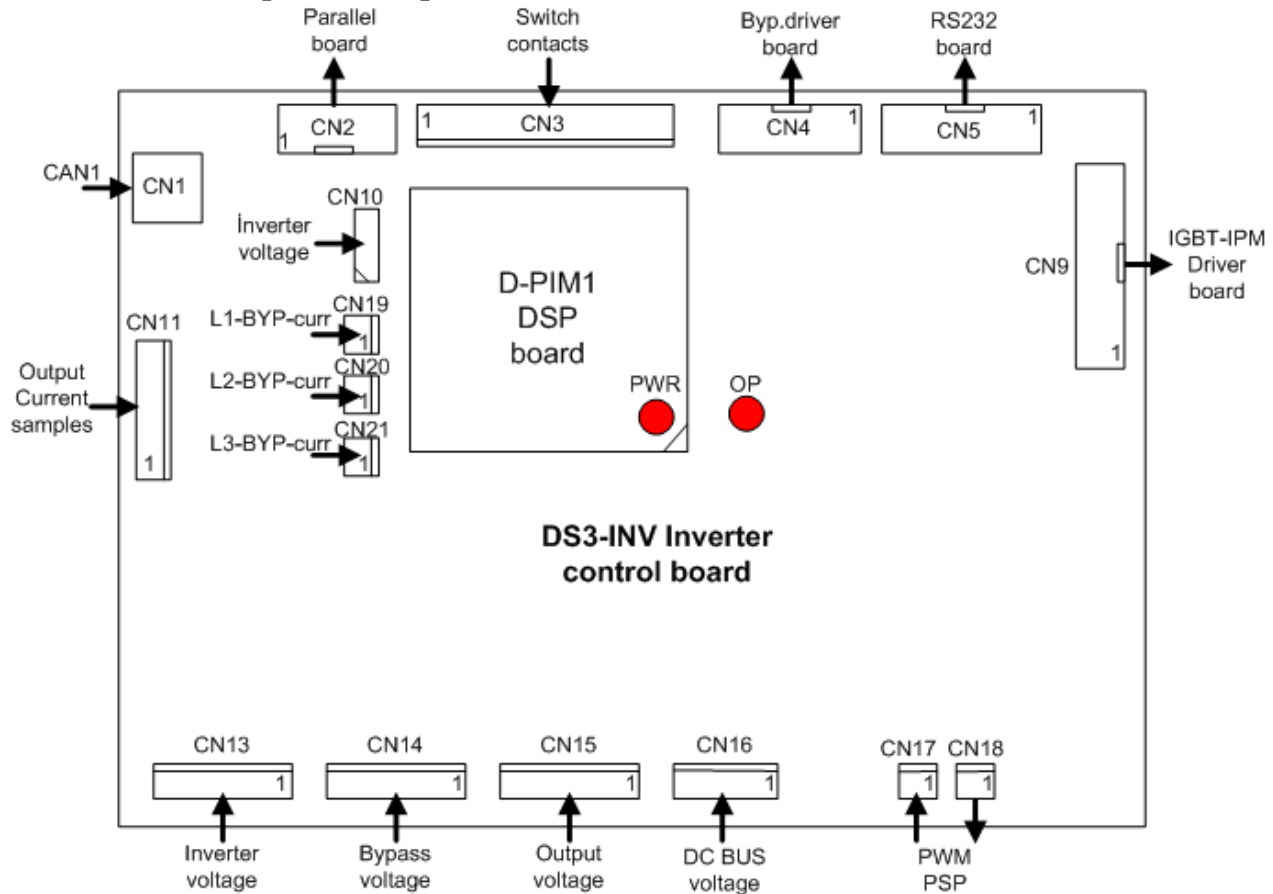 Parallel
board
Switch
contacts
Byp.driver
board
RS232
board
1
CN2
1
CN3
CN4
1
CN5
1
CAN1
CN1
CN10
İnverter
voltage
CN9
1
IGBT-IPM
Driver
board
D-PIM1
DSP
board
PWR
OP
CN11
1
Output
Current
samples
L1-BYP-curr
CN19
1
L2-BYP-curr
CN20
1
L3-BYP-curr
CN21
1
DS3-INV Inverter
control board
CN13
1
CN14
1
CN15
1
CN16
1
CN17
1
CN18
1
Inverter
voltage
Bypass
voltage
Output
voltage
DC BUS
voltage
PWM
PSP